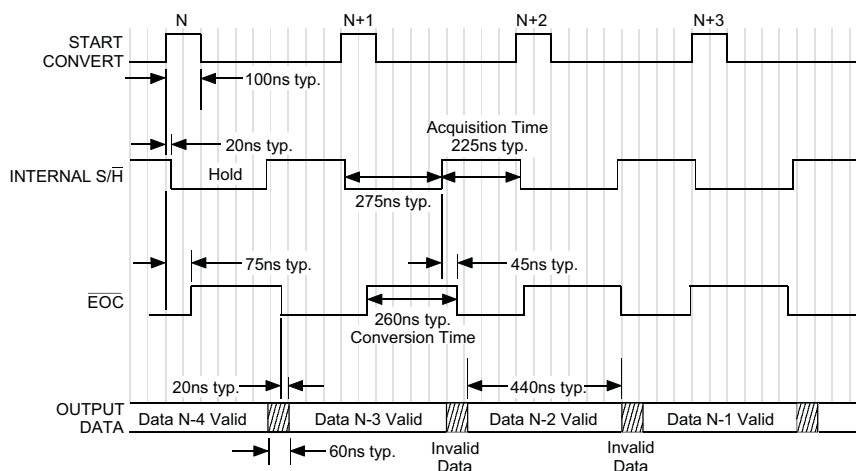 N N+1 N+2 N+3
START
CONVERT
100ns typ.
Acquisition Time
20ns typ. 225ns typ.
INTERNAL S/H̅
Hold
275ns typ.
75ns typ. 45ns typ.
E̅O̅C̅
260ns typ.
Conversion Time
20ns typ. 440ns typ.
OUTPUT
DATA
Data N-4 Valid Data N-3 Valid Data N-2 Valid Data N-1 Valid
60ns typ. Invalid Invalid
Data Data